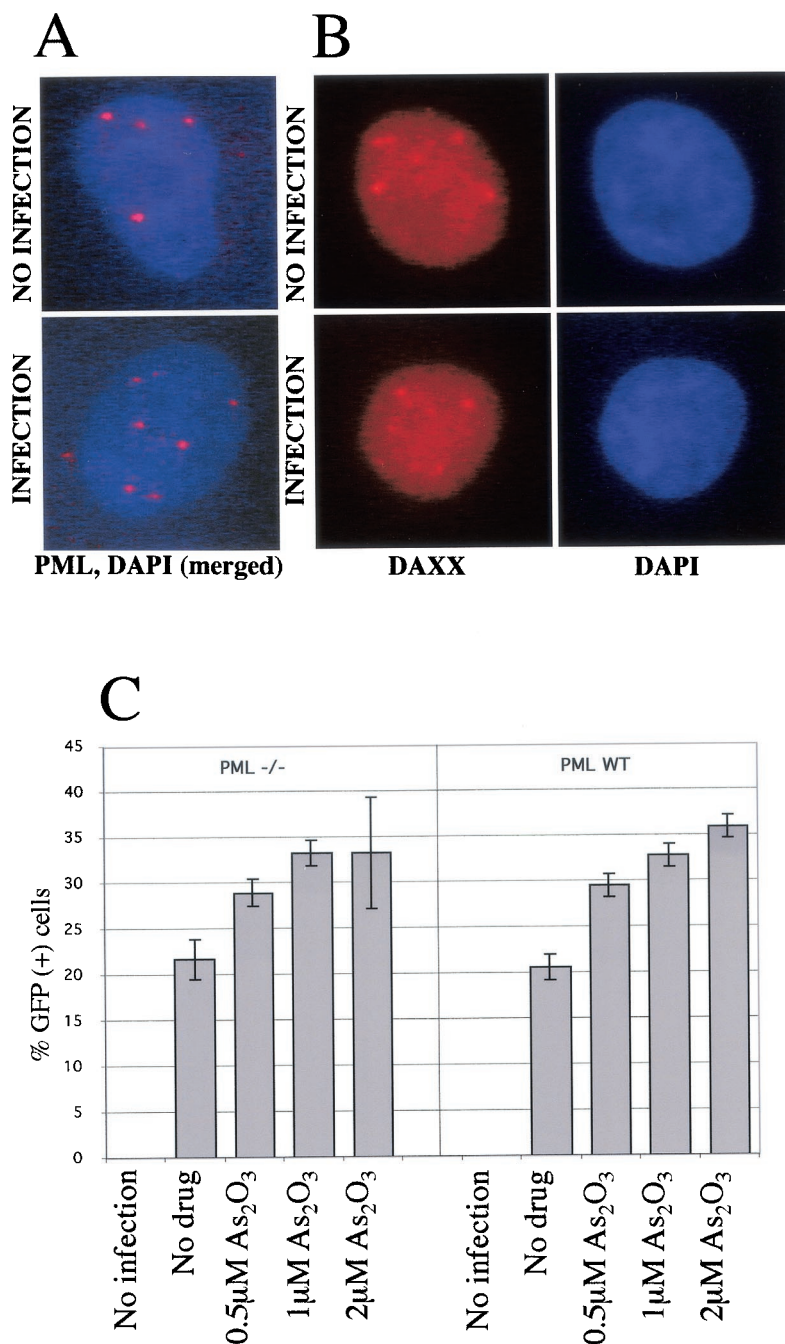 A
B
NO INFECTION
NO INFECTION
INFECTION
INFECTION
PML, DAPI (merged)
DAXX
DAPI
C
PML -/-
PML WT
% GFP (+) cells
45
40
35
30
25
20
15
10
5
0
No infection
No drug
0.5µM As₂O₃
1µM As₂O₃
2µM As₂O₃
No infection
No drug
0.5µM As₂O₃
1µM As₂O₃
2µM As₂O₃